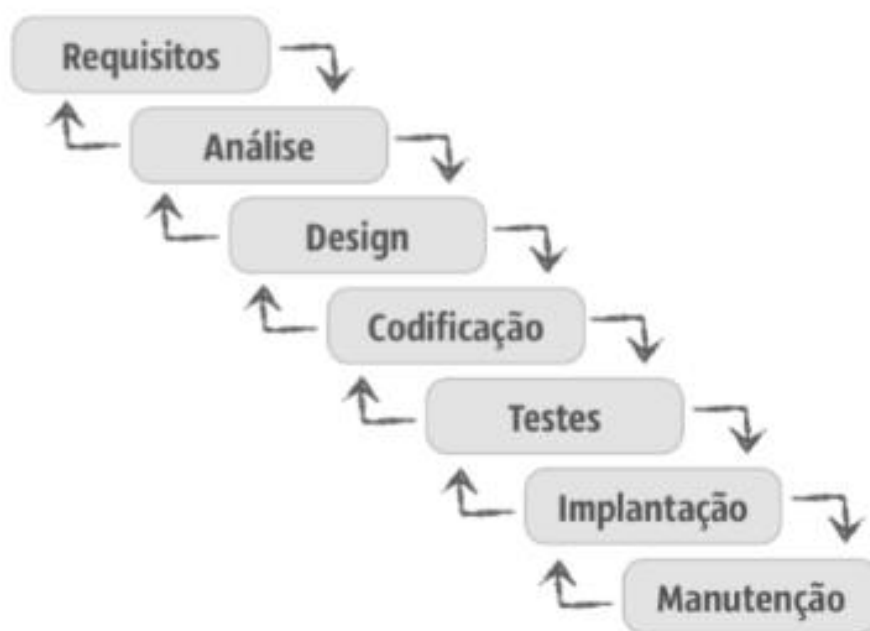 Requisitos
Análise
Design
Codificação
Testes
Implantação
Manutenção